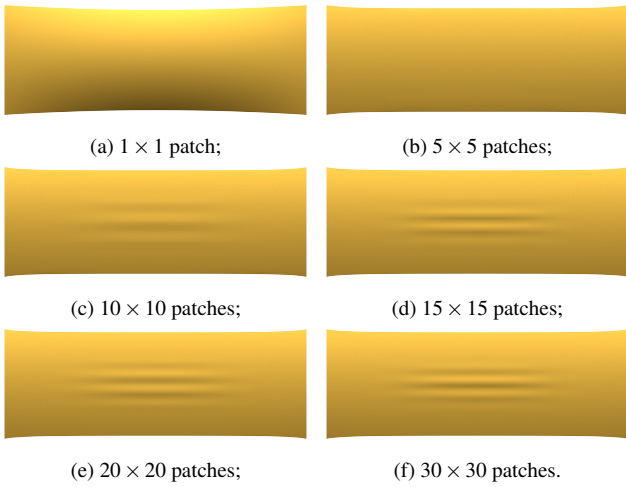 (a) 1 × 1 patch;
(b) 5 × 5 patches;
(c) 10 × 10 patches;
(d) 15 × 15 patches;
(e) 20 × 20 patches;
(f) 30 × 30 patches.